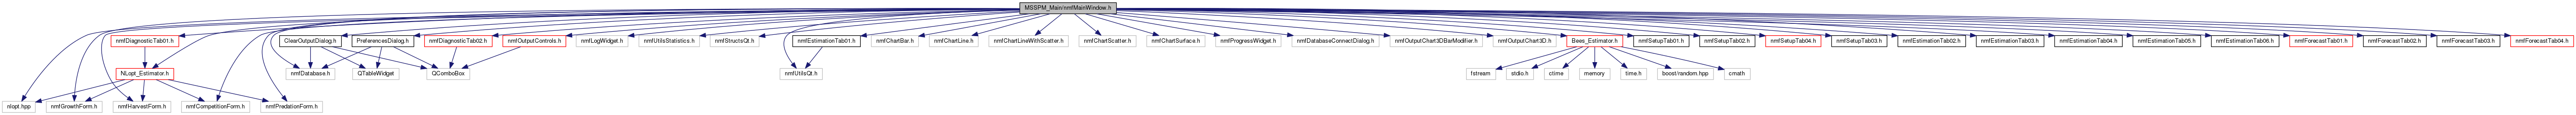 MSSPM_Main/nmfMainWindow.h
nmfDiagnosticTab01.h
ClearOutputDialog.h
PreferencesDialog.h
nmfDiagnosticTab02.h
nmfOutputControls.h
nmfLogWidget.h
nmfUtilsStatistics.h
nmfStructsQt.h
nmfEstimationTab01.h
nmfChartBar.h
nmfChartLine.h
nmfChartLineWithScatter.h
nmfChartScatter.h
nmfChartSurface.h
nmfProgressWidget.h
nmfDatabaseConnectDialog.h
nmfOutputChart3DBarModifier.h
nmfOutputChart3D.h
Bees_Estimator.h
nmfSetupTab01.h
nmfSetupTab02.h
nmfSetupTab04.h
nmfSetupTab03.h
nmfEstimationTab02.h
nmfEstimationTab03.h
nmfEstimationTab04.h
nmfEstimationTab05.h
nmfEstimationTab06.h
nmfForecastTab01.h
nmfForecastTab02.h
nmfForecastTab03.h
nmfForecastTab04.h
NLopt_Estimator.h
nmfDatabase.h
QTableWidget
QComboBox
nmfUtilsQt.h
fstream
stdio.h
ctime
memory
time.h
boost/random.hpp
cmath
nlopt.hpp
nmfGrowthForm.h
nmfHarvestForm.h
nmfCompetitionForm.h
nmfPredationForm.h